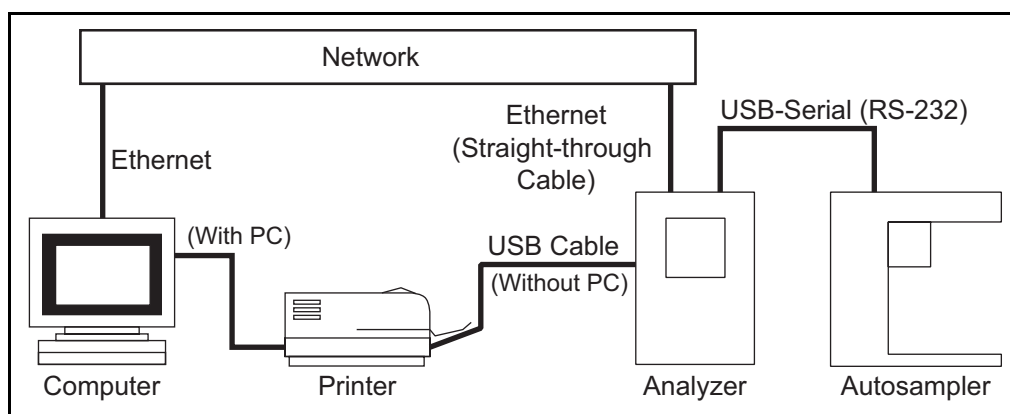 Network
Ethernet
Ethernet
(Straight-through
Cable)
USB-Serial (RS-232)
(With PC)
USB Cable
(Without PC)
Computer
Printer
Analyzer
Autosampler